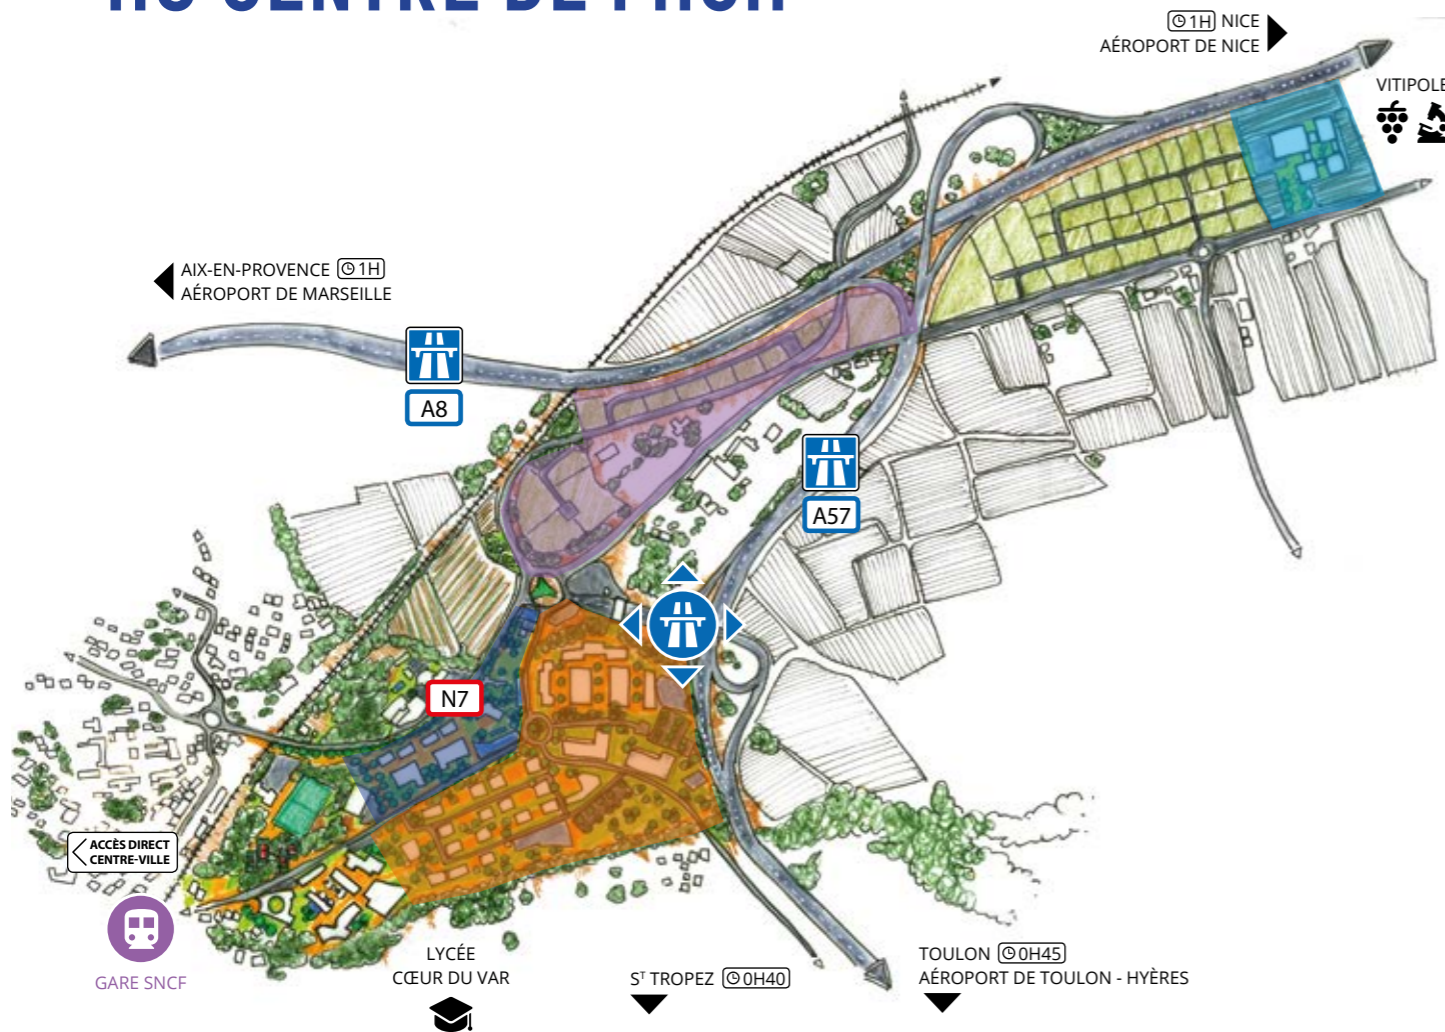 🕒1H NICE
AÉROPORT DE NICE
VITIPOLE
AIX-EN-PROVENCE 🕒1H
AÉROPORT DE MARSEILLE
A8
A57
N7
ACCÈS DIRECT
CENTRE-VILLE
GARE SNCF
LYCÉE
CŒUR DU VAR
Sᵀ TROPEZ 🕒0H40
TOULON 🕒0H45
AÉROPORT DE TOULON - HYÈRES